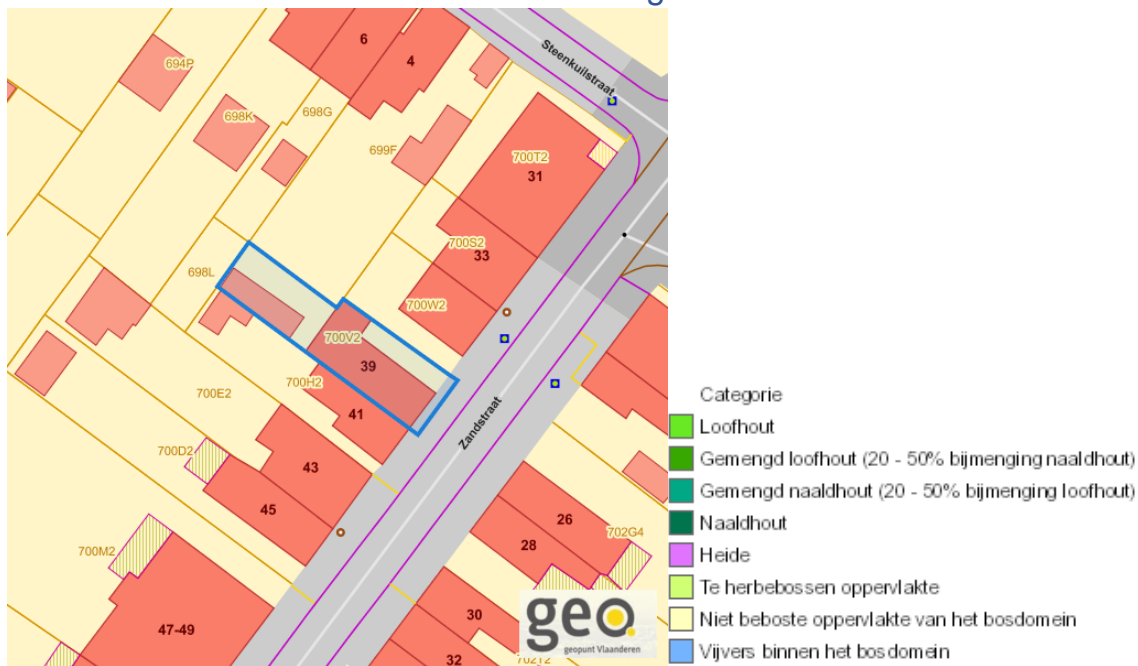 g
Steenkuilstraat
6
4
694P
698K
698G
699F
700T2
31
700S2
33
698L
700W2
700V2
39
700H2
700E2
41
Zandstraat
700D2
43
45
26
702G4
28
700M2
30
47-49
32
702T2
geo.
geopunt Vlaanderen
Categorie
Loofhout
Gemengd loofhout (20 - 50% bijmenging naaldhout)
Gemengd naaldhout (20 - 50% bijmenging loofhout)
Naaldhout
Heide
Te herbebossen oppervlakte
Niet beboste oppervlakte van het bosdomein
Vijvers binnen het bosdomein